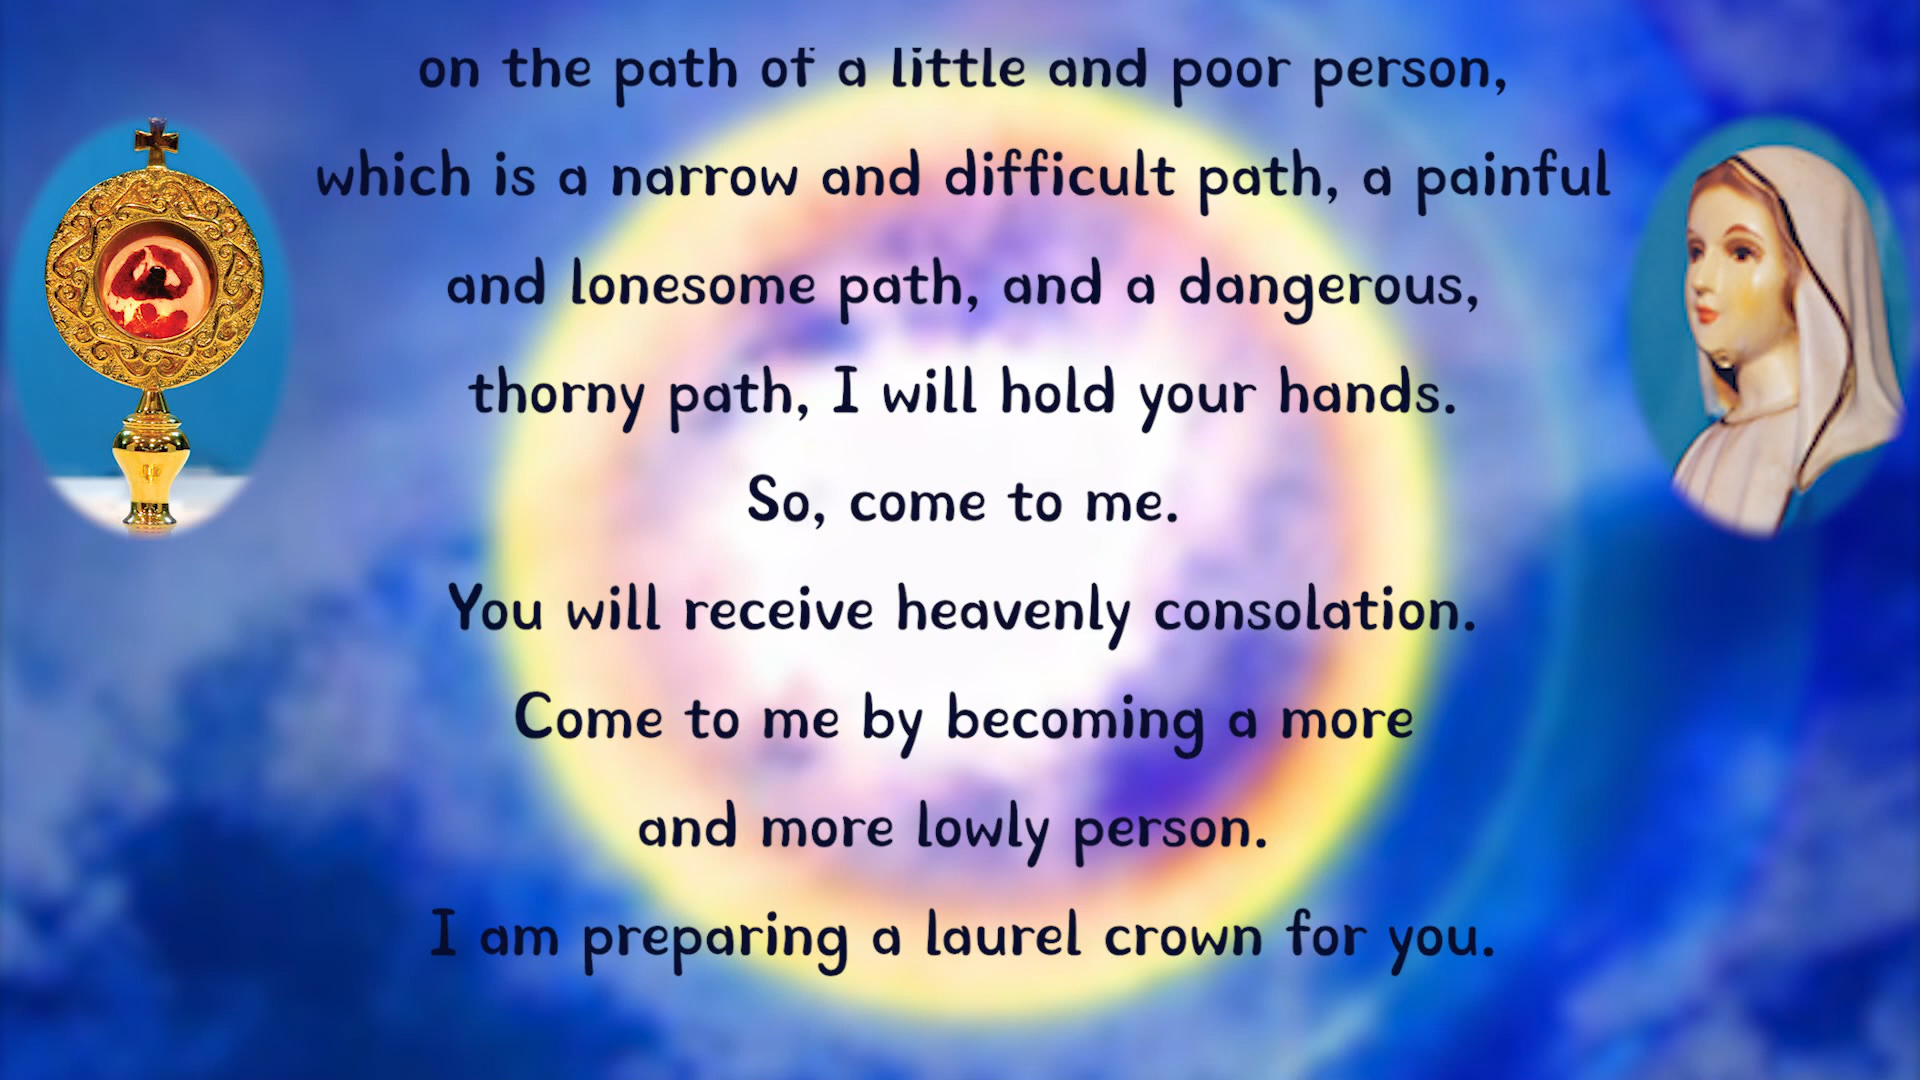 on the path of a little and poor person,
which is a narrow and difficult path, a painful
and lonesome path, and a dangerous,
thorny path, I will hold your hands.
So, come to me.
You will receive heavenly consolation.
Come to me by becoming a more
and more lowly person.
I am preparing a laurel crown for you.